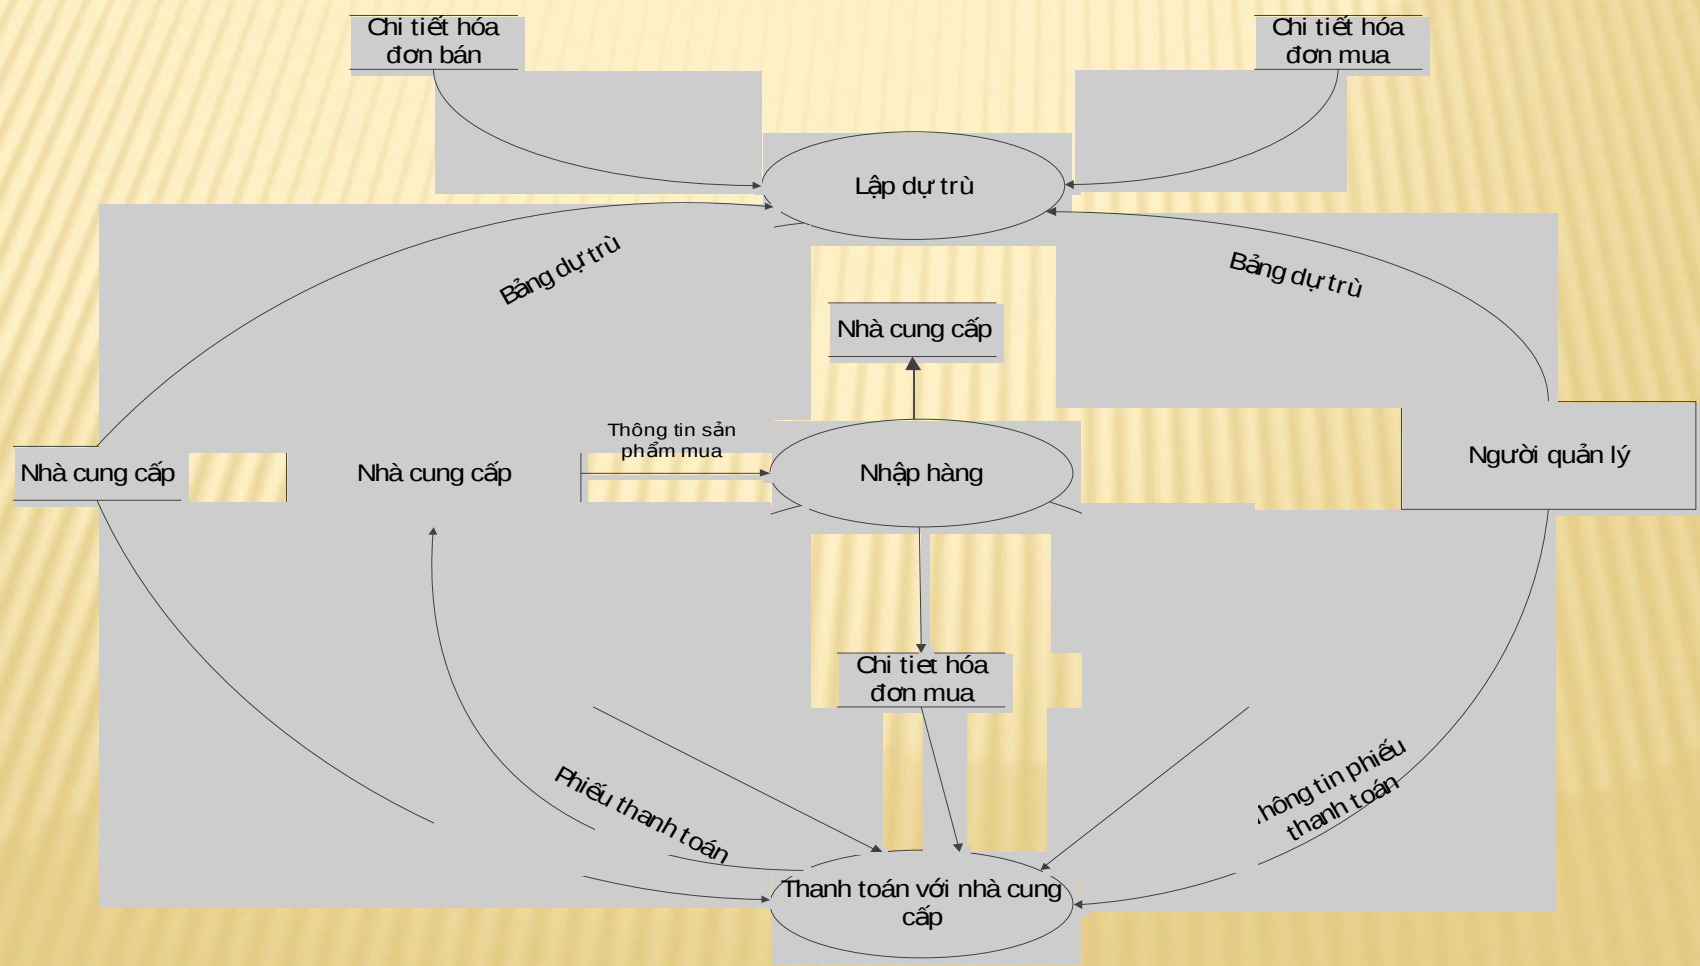 Chi tiết hóa
đơn bán
Chi tiết hóa
đơn mua
Lập dự trù
Bảng dự trù
Bảng dự trù
Nhà cung cấp
Thông tin sản
phẩm mua
Nhà cung cấp
Nhà cung cấp
Nhập hàng
Người quản lý
Chi tiet hóa
đơn mua
Phiếu thanh toán
hông tin phiếu
thanh toán
Thanh toán với nhà cung
cấp